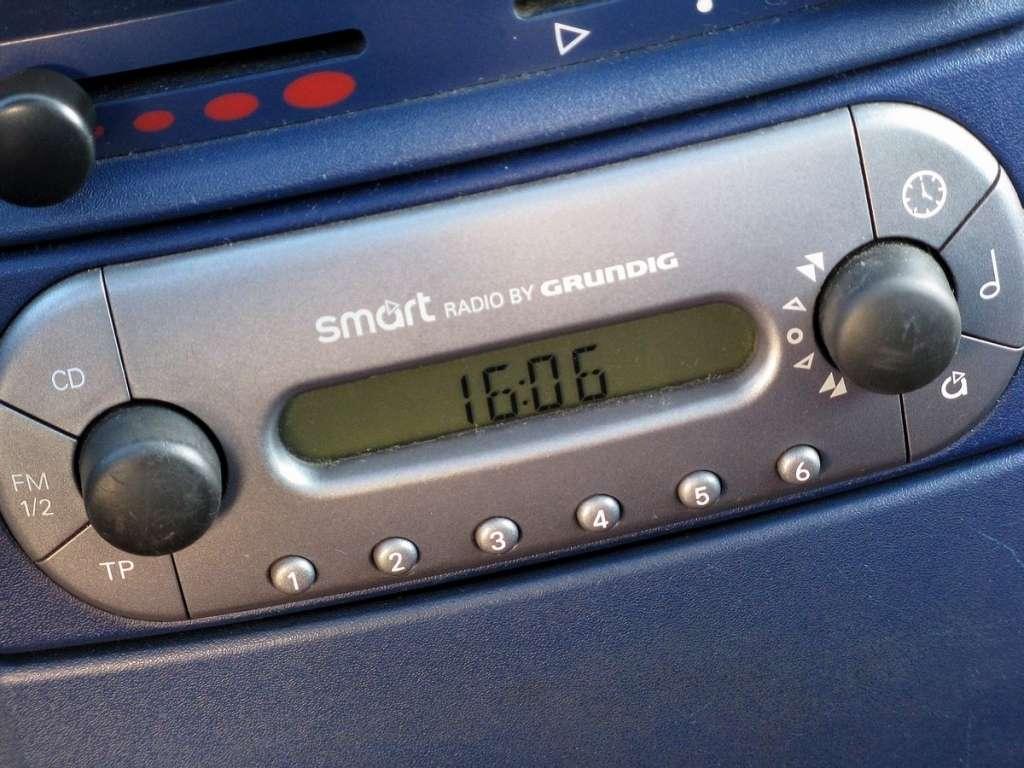 smart RADIO BY GRUNDIG
16:06
CD
FM
1/2
TP
1 2 3 4 5 6